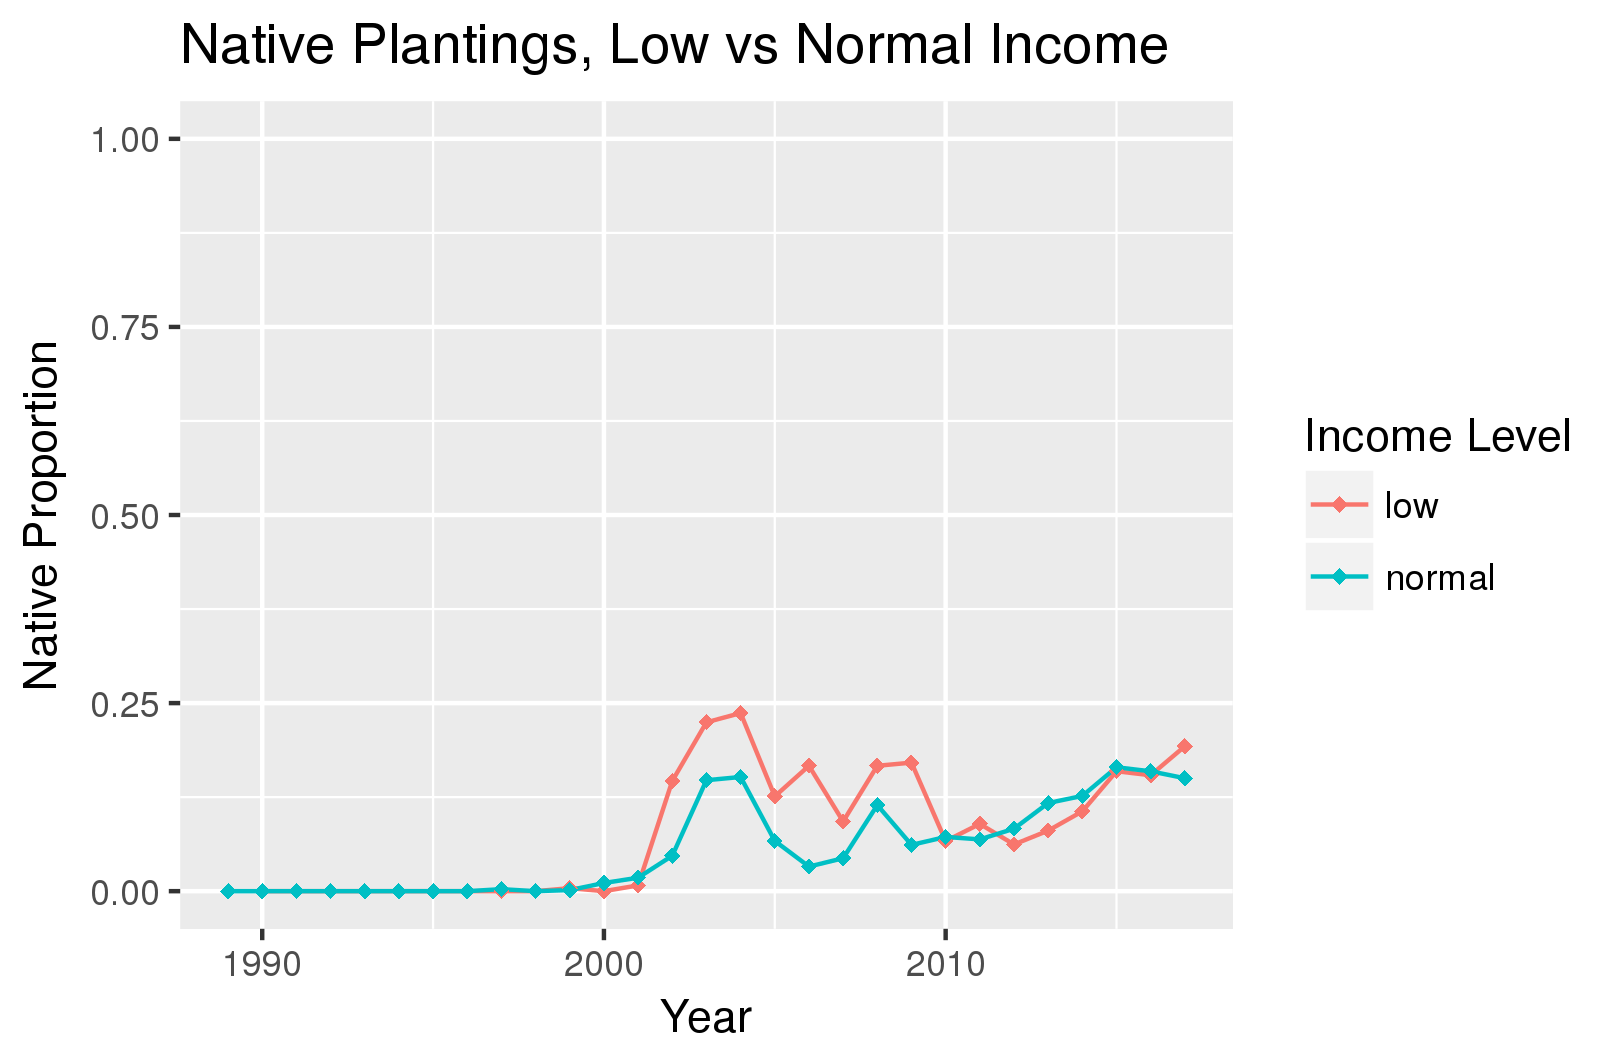 Native Plantings, Low vs Normal Income
1.00
0.75
0.50
0.25
0.00
Native Proportion
1990 2000 2010
Year
Income Level
low
normal